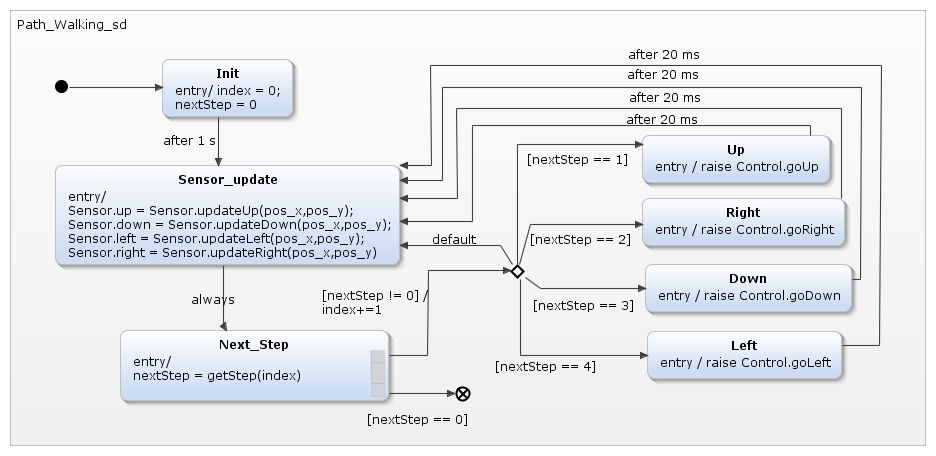 Path_Walking_sd
Init
entry/ index = 0;
nextStep = 0
after 1 s
Sensor_update
entry/
Sensor.up = Sensor.updateUp(pos_x,pos_y);
Sensor.down = Sensor.updateDown(pos_x,pos_y);
Sensor.left = Sensor.updateLeft(pos_x,pos_y);
Sensor.right = Sensor.updateRight(pos_x,pos_y)
always
Next_Step
entry/
nextStep = getStep(index)
[nextStep != 0] /
index+=1
[nextStep == 0]
default
after 20 ms
after 20 ms
after 20 ms
after 20 ms
[nextStep == 1]
Up
entry / raise Control.goUp
[nextStep == 2]
Right
entry / raise Control.goRight
[nextStep == 3]
Down
entry / raise Control.goDown
[nextStep == 4]
Left
entry / raise Control.goLeft